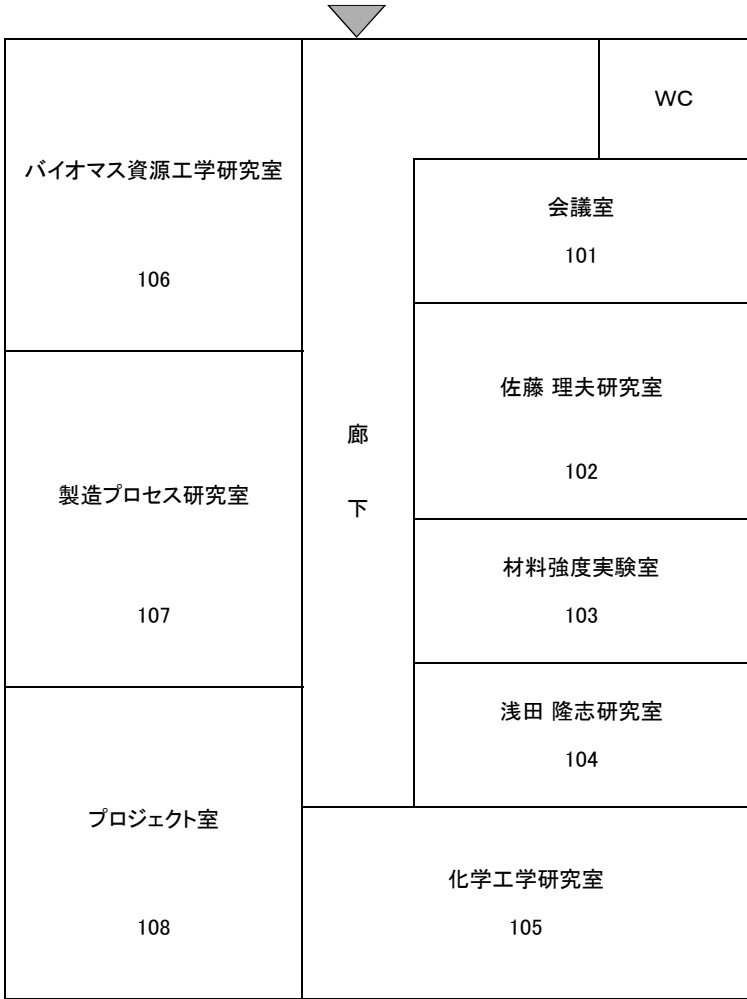 WC
バイオマス資源工学研究室
106
会議室
101
佐藤 理夫研究室
102
廊
下
製造プロセス研究室
107
材料強度実験室
103
浅田 隆志研究室
104
プロジェクト室
108
化学工学研究室
105